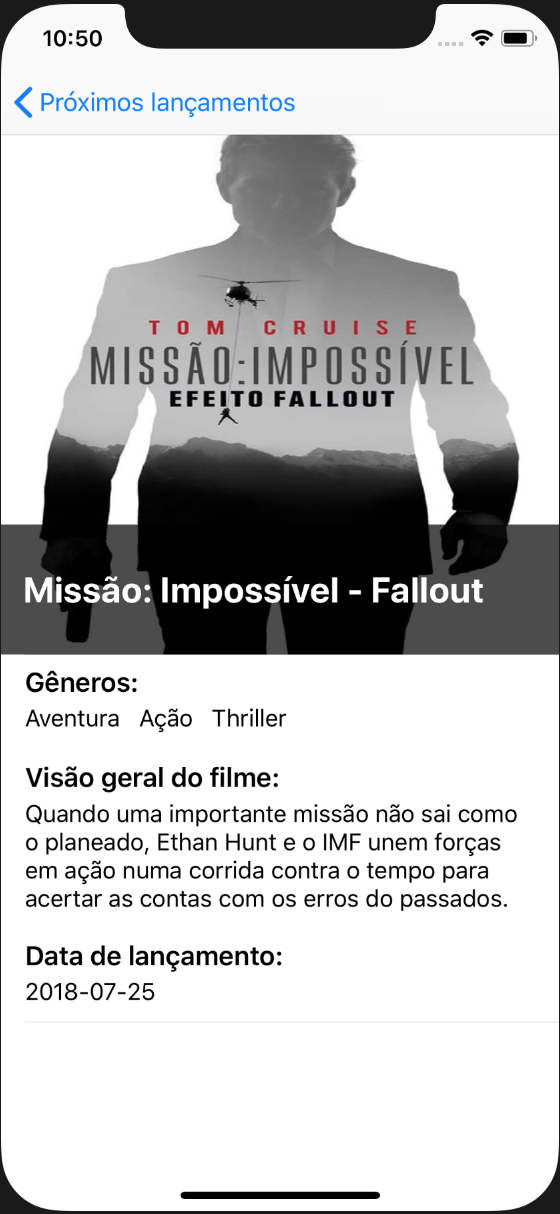 10:50
Próximos lançamentos
TOM CRUISE
MISSÃO:IMPOSSÍVEL
EFEITO FALLOUT
Missão: Impossível - Fallout
Gêneros:
Aventura Ação Thriller
Visão geral do filme:
Quando uma importante missão não sai como
o planeado, Ethan Hunt e o IMF unem forças
em ação numa corrida contra o tempo para
acertar as contas com os erros do passados.
Data de lançamento:
2018-07-25